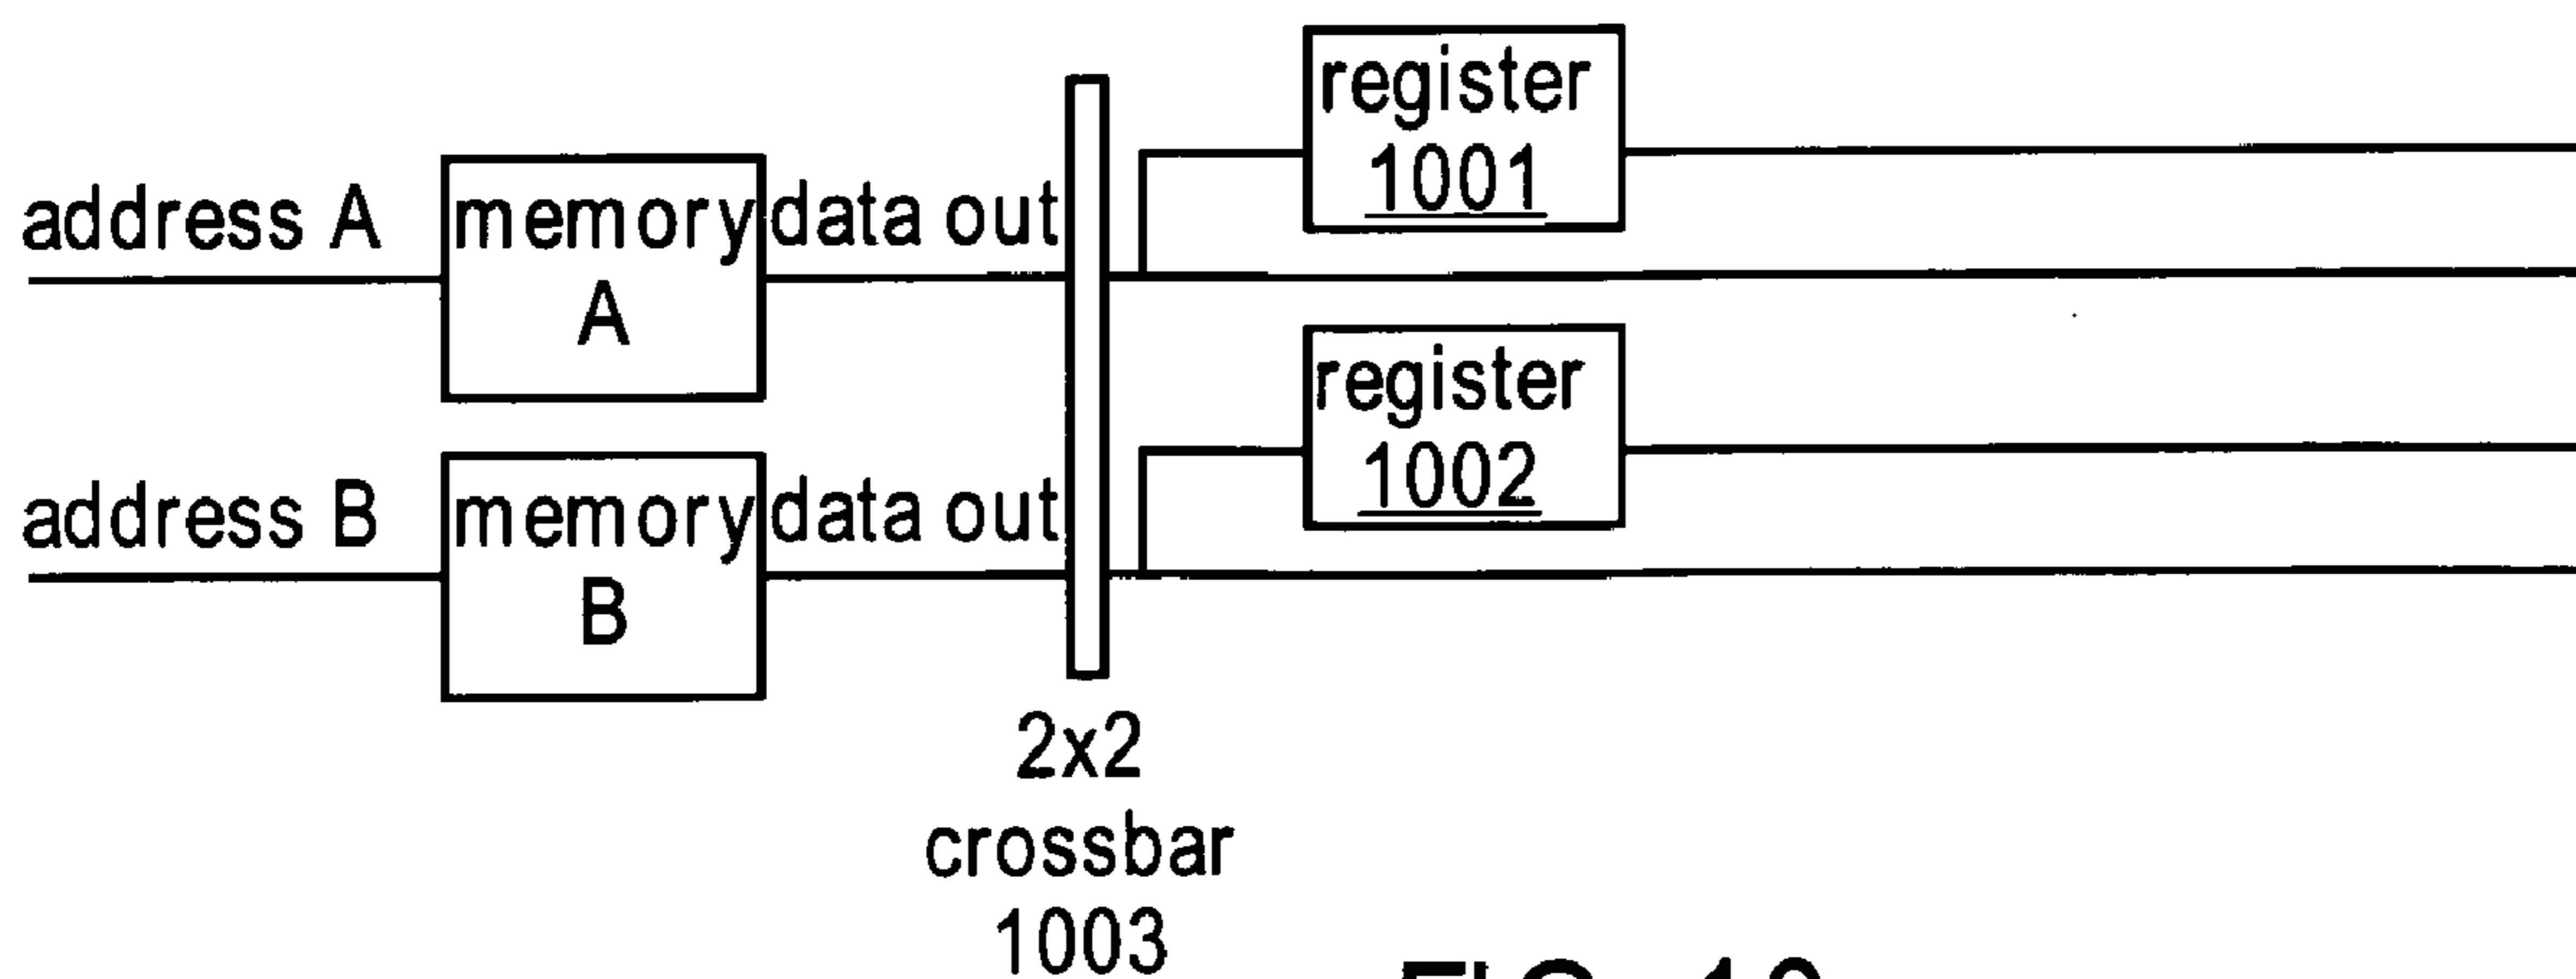 register
1001
address A
memory
A
data out
register
1002
address B
memory
B
data out
2x2
crossbar
1003